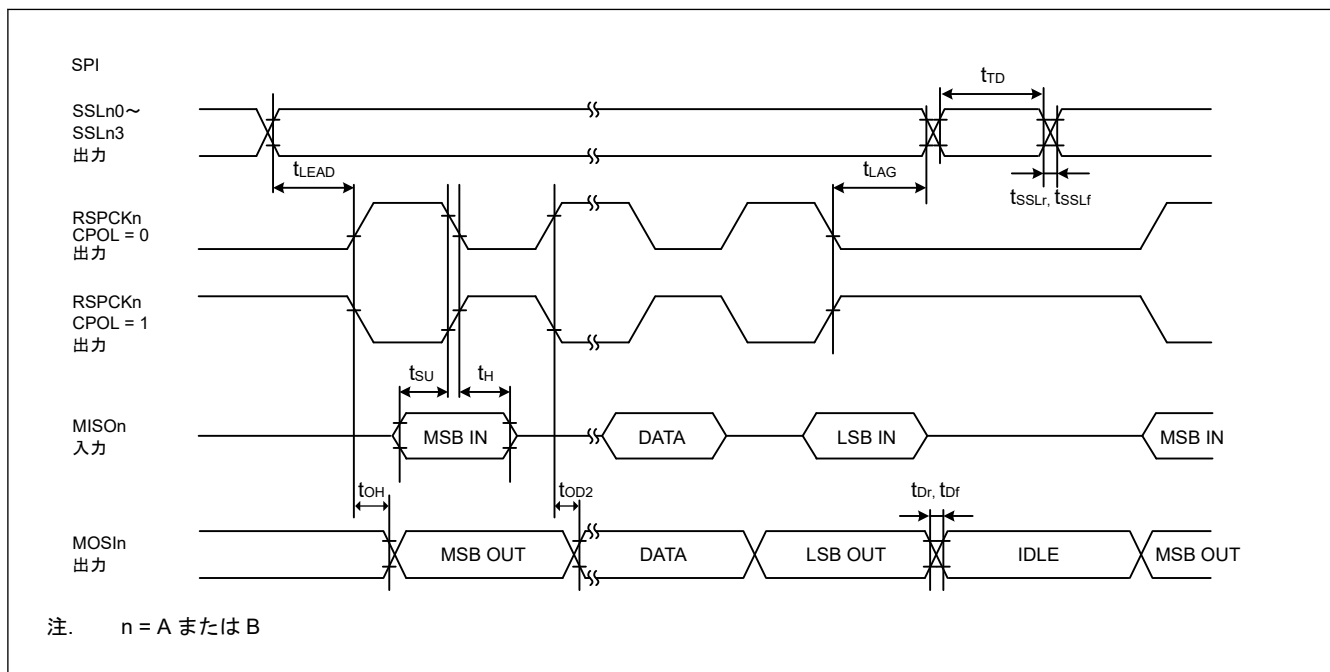 SPI
SSLn0～
SSLn3
出力
tTD
tLEAD
tLAG
tSSLr, tSSLf
RSPCKn
CPOL = 0
出力
RSPCKn
CPOL = 1
出力
tSU
tH
MISOn
入力
MSB IN
DATA
LSB IN
MSB IN
tOH
tOD2
tDr, tDf
MOSIn
出力
MSB OUT
DATA
LSB OUT
IDLE
MSB OUT
注. n = A または B